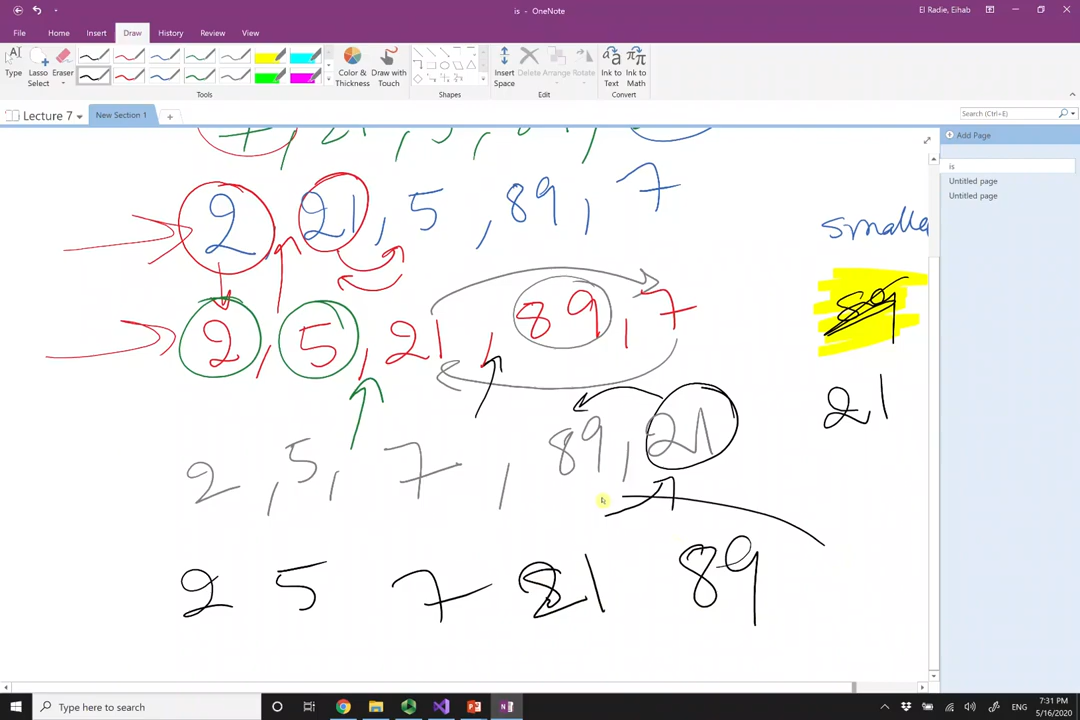 is - OneNote
El Radie, Eihab
File Home Insert Draw History Review View
Type
Lasso Select
Eraser
Color & Thickness
Draw with Touch
Insert Space
Delete
Arrange
Rotate
Ink to Text
Ink to Math
Tools
Shapes
Edit
Convert
Lecture 7
New Section 1
Search (Ctrl+E)
Add Page
is
Untitled page
Untitled page
2, 21, 5, 89, 7
smalle
2, 5, 21, 89, 7
89
21
2, 5, 7, 89, 21
2 5 7 21 89
Type here to search
ENG
7:31 PM
5/16/2020